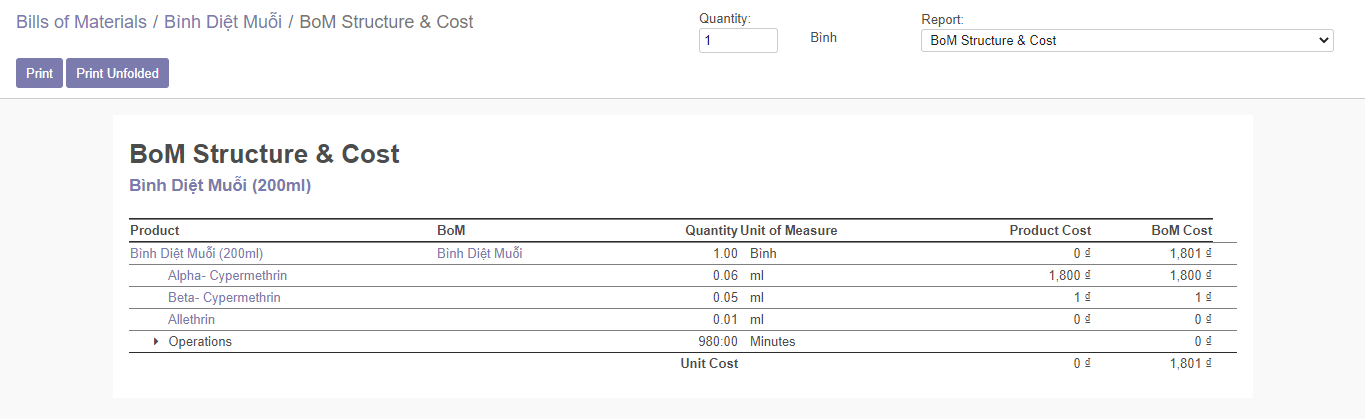 Bills of Materials / Bình Diệt Muỗi / BoM Structure & Cost
Quantity:
1
Bình
Report:
BoM Structure & Cost
Print Print Unfolded
BoM Structure & Cost
Bình Diệt Muỗi (200ml)
Product BoM Quantity Unit of Measure Product Cost BoM Cost
Bình Diệt Muỗi (200ml) Bình Diệt Muỗi 1.00 Bình 0 ₫ 1,801 ₫
Alpha- Cypermethrin 0.06 ml 1,800 ₫ 1,800 ₫
Beta- Cypermethrin 0.05 ml 1 ₫ 1 ₫
Allethrin 0.01 ml 0 ₫ 0 ₫
Operations 980:00 Minutes 0 ₫
Unit Cost 0 ₫ 1,801 ₫